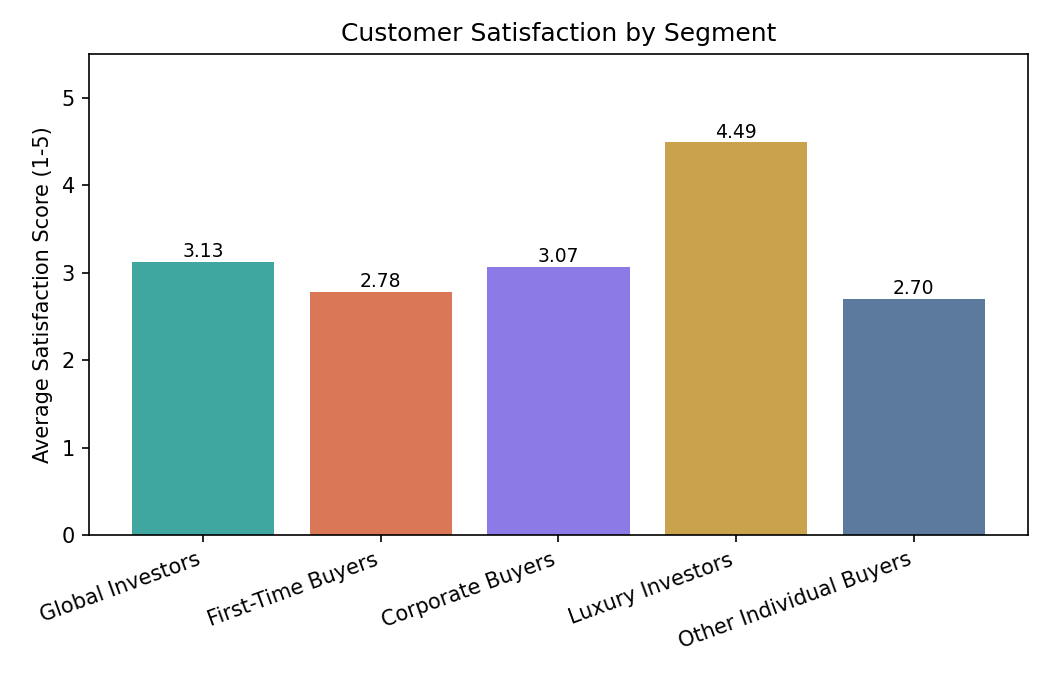 Customer Satisfaction by Segment
Average Satisfaction Score (1-5)
5
4
3
2
1
0
3.13
2.78
3.07
4.49
2.70
Global Investors
First-Time Buyers
Corporate Buyers
Luxury Investors
Other Individual Buyers